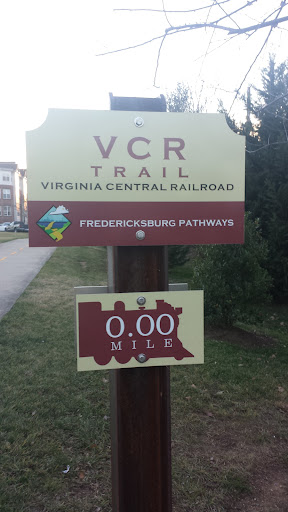 VCR
TRAIL
VIRGINIA CENTRAL RAILROAD
FREDERICKSBURG PATHWAYS
0.00
MILE